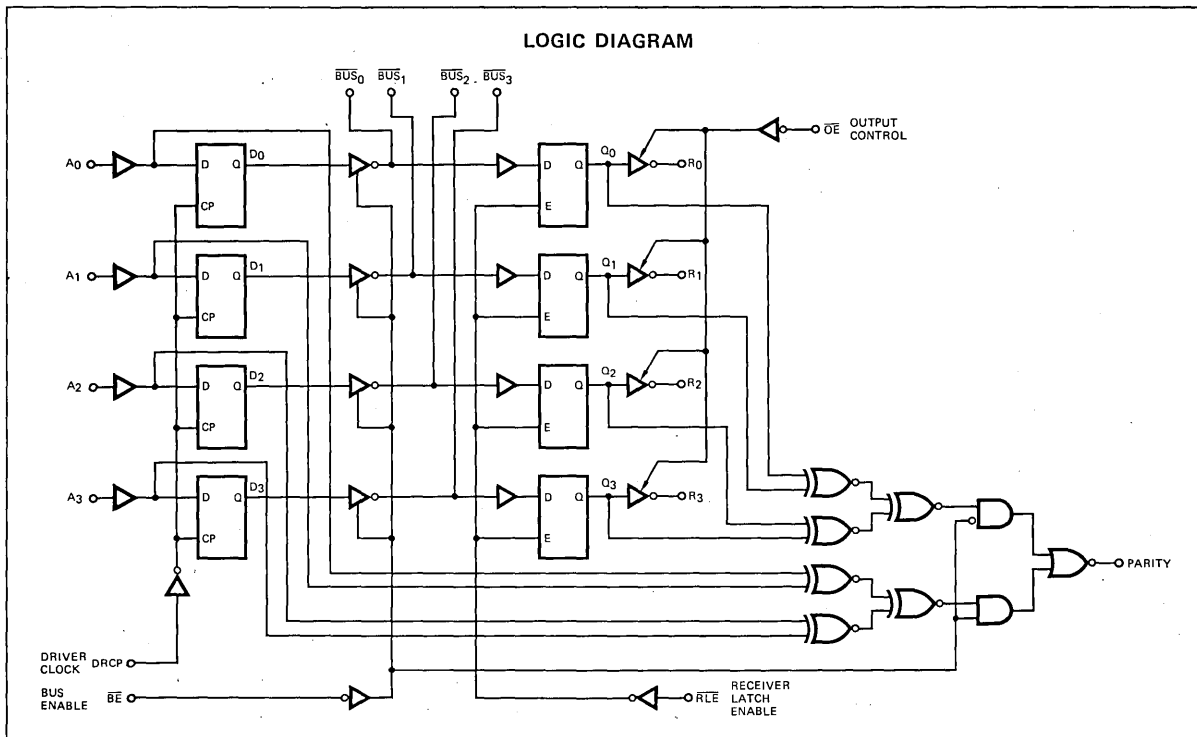 LOGIC DIAGRAM
BUS0 BUS1 BUS2 BUS3
OE OUTPUT CONTROL
A0 D Q D0 D Q Q0 R0
CP E
A1 D Q D1 D Q Q1 R1
CP E
A2 D Q D2 D Q Q2 R2
CP E
A3 D Q D3 D Q Q3 R3
CP E
PARITY
DRIVER
CLOCK DRCP
BUS
ENABLE BE
RLE RECEIVER
LATCH
ENABLE